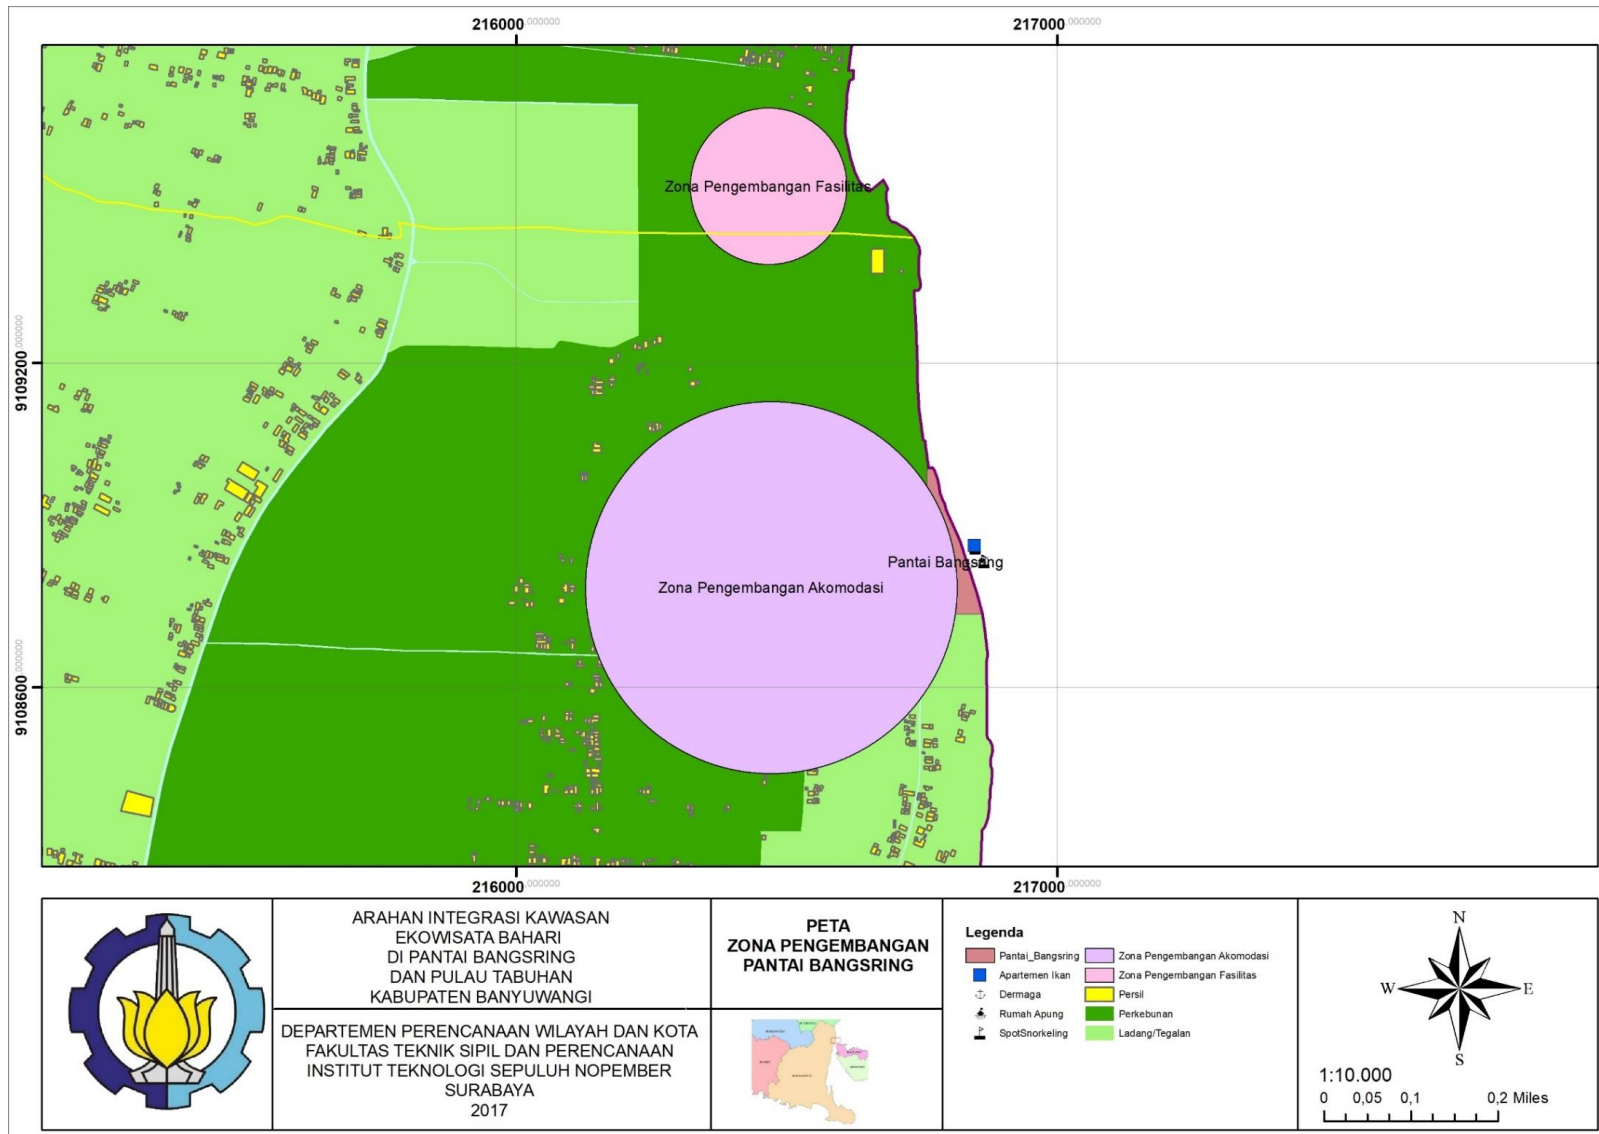 216000.000000 217000.000000
Zona Pengembangan Fasilitas
9109200.000000
Pantai Bangsring
Zona Pengembangan Akomodasi
9108600.000000
216000.000000 217000.000000
ARAHAN INTEGRASI KAWASAN
EKOWISATA BAHARI
DI PANTAI BANGSRING
DAN PULAU TABUHAN
KABUPATEN BANYUWANGI
DEPARTEMEN PERENCANAAN WILAYAH DAN KOTA
FAKULTAS TEKNIK SIPIL DAN PERENCANAAN
INSTITUT TEKNOLOGI SEPULUH NOPEMBER
SURABAYA
2017
PETA
ZONA PENGEMBANGAN
PANTAI BANGSRING
Legenda
Pantai_Bangsring
Apartemen Ikan
Dermaga
Rumah Apung
SpotSnorkeling
Zona Pengembangan Akomodasi
Zona Pengembangan Fasilitas
Persil
Perkebunan
Ladang/Tegalan
N
W E
S
1:10.000
0 0,05 0,1 0,2 Miles